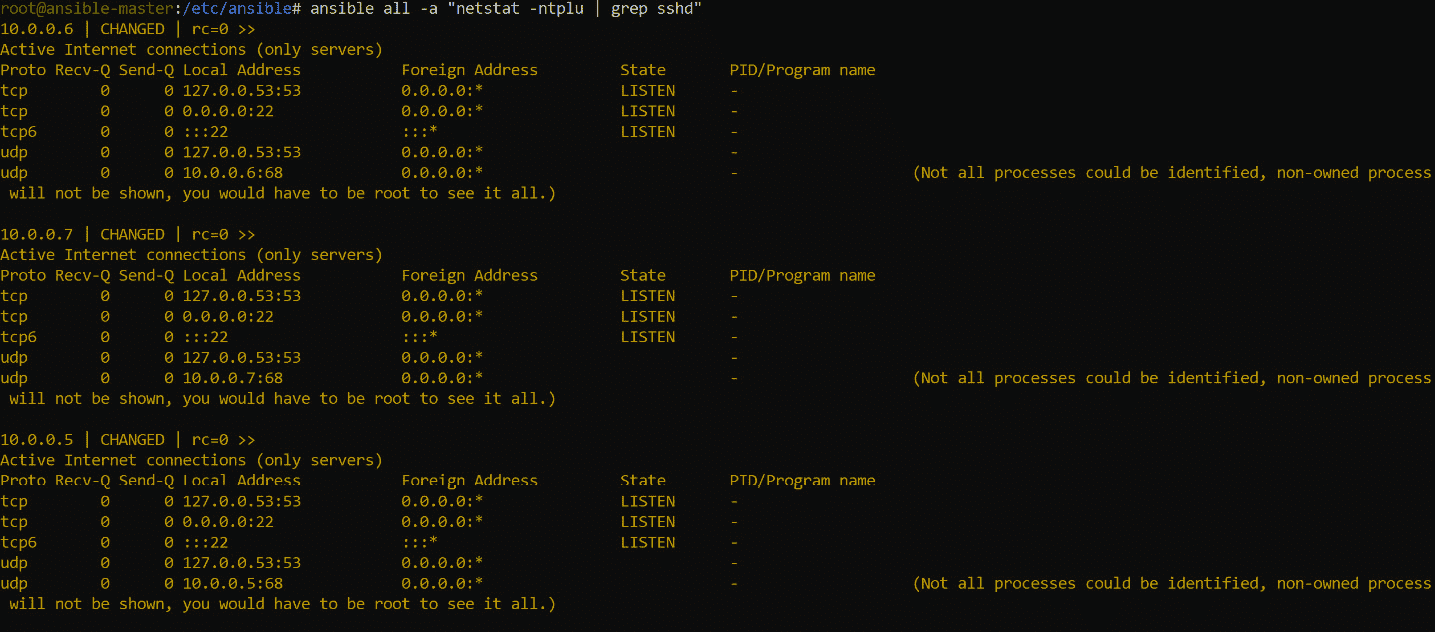 root@ansible-master:/etc/ansible# ansible all -a "netstat -ntplu | grep sshd"
10.0.0.6 | CHANGED | rc=0 >>
Active Internet connections (only servers)
Proto Recv-Q Send-Q Local Address           Foreign Address         State       PID/Program name
tcp        0      0 127.0.0.53:53           0.0.0.0:*               LISTEN      -
tcp        0      0 0.0.0.0:22              0.0.0.0:*               LISTEN      -
tcp6       0      0 :::22                   :::*                    LISTEN      -
udp        0      0 127.0.0.53:53           0.0.0.0:*                           -
udp        0      0 10.0.0.6:68             0.0.0.0:*                           -                   (Not all processes could be identified, non-owned process
 will not be shown, you would have to be root to see it all.)

10.0.0.7 | CHANGED | rc=0 >>
Active Internet connections (only servers)
Proto Recv-Q Send-Q Local Address           Foreign Address         State       PID/Program name
tcp        0      0 127.0.0.53:53           0.0.0.0:*               LISTEN      -
tcp        0      0 0.0.0.0:22              0.0.0.0:*               LISTEN      -
tcp6       0      0 :::22                   :::*                    LISTEN      -
udp        0      0 127.0.0.53:53           0.0.0.0:*                           -
udp        0      0 10.0.0.7:68             0.0.0.0:*                           -                   (Not all processes could be identified, non-owned process
 will not be shown, you would have to be root to see it all.)

10.0.0.5 | CHANGED | rc=0 >>
Active Internet connections (only servers)
Proto Recv-Q Send-Q Local Address           Foreign Address         State       PID/Program name
tcp        0      0 127.0.0.53:53           0.0.0.0:*               LISTEN      -
tcp        0      0 0.0.0.0:22              0.0.0.0:*               LISTEN      -
tcp6       0      0 :::22                   :::*                    LISTEN      -
udp        0      0 127.0.0.53:53           0.0.0.0:*                           -
udp        0      0 10.0.0.5:68             0.0.0.0:*                           -                   (Not all processes could be identified, non-owned process
 will not be shown, you would have to be root to see it all.)